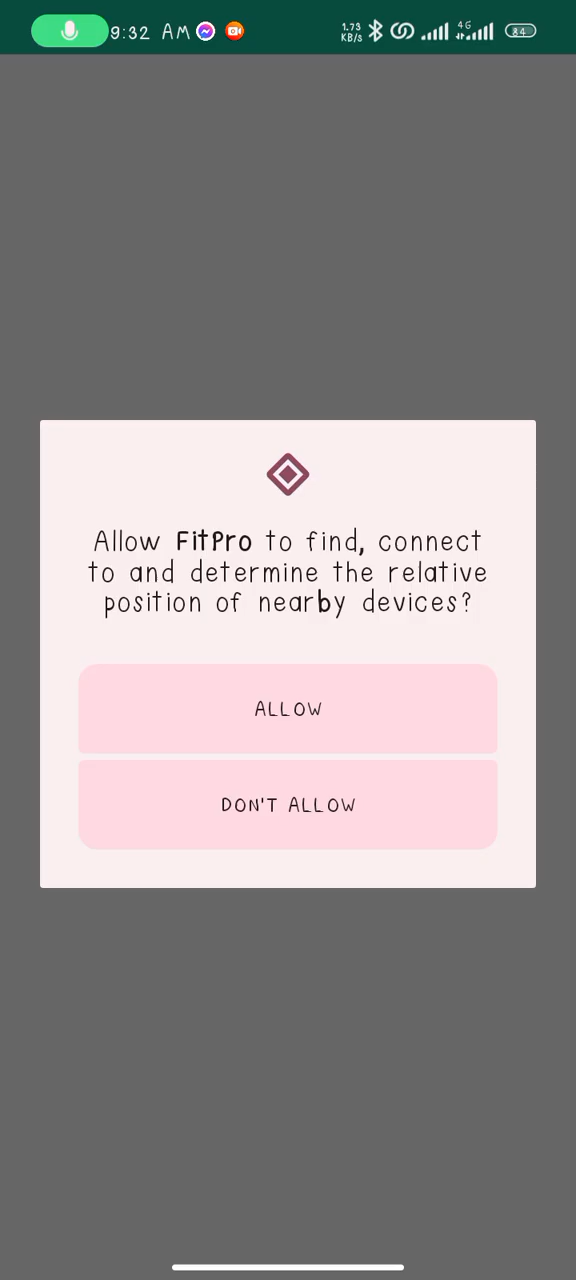 9:32 AM
1.73
KB/s
4G
84
Allow FitPro to find, connect
to and determine the relative
position of nearby devices?
ALLOW
DON'T ALLOW